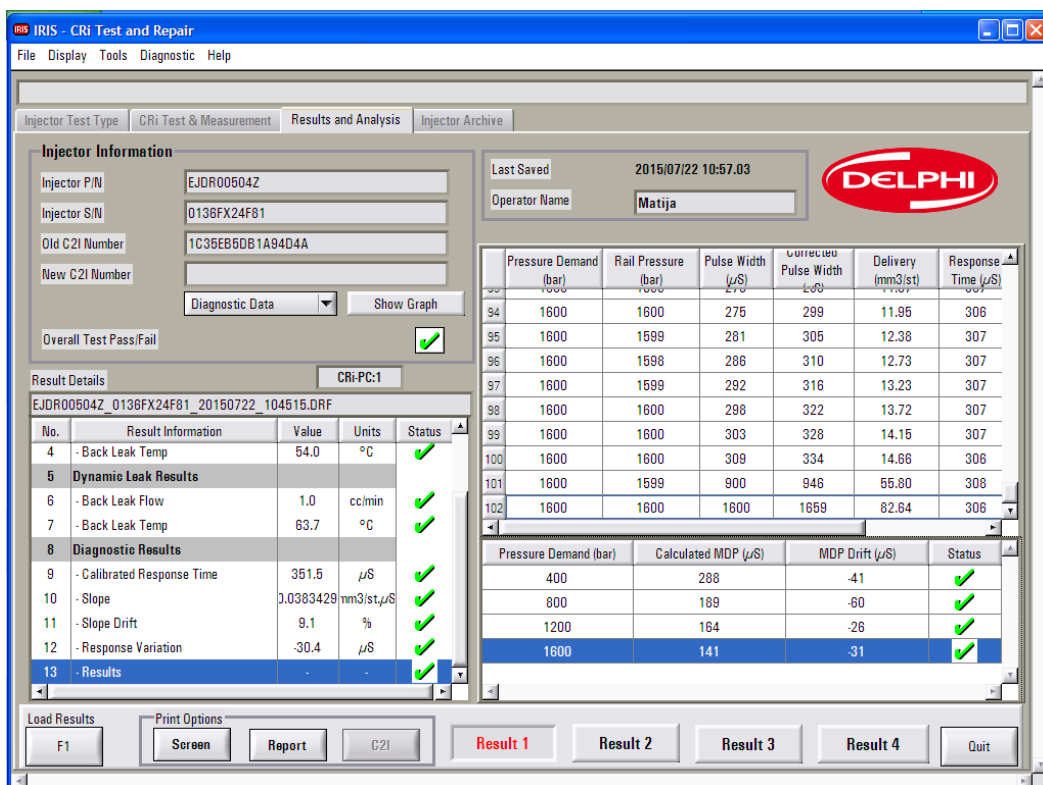 IRIS IRIS - CRi Test and Repair
File Display Tools Diagnostic Help
Injector Test Type CRi Test & Measurement Results and Analysis Injector Archive
Injector Information
Injector P/N EJDR00504Z
Injector S/N 0136FX24F81
Old C2I Number 1C35EB5DB1A94D4A
New C2I Number
Diagnostic Data Show Graph
Overall Test Pass/Fail
Last Saved 2015/07/22 10:57.03
Operator Name Matija
DELPHI
Result Details CRi-PC:1
EJDR00504Z_0136FX24F81_20150722_104515.DRF
No. Result Information Value Units Status
4 - Back Leak Temp 54.0 °C
5 Dynamic Leak Results
6 - Back Leak Flow 1.0 cc/min
7 - Back Leak Temp 63.7 °C
8 Diagnostic Results
9 - Calibrated Response Time 351.5 µS
10 - Slope 0.0383429 mm3/st.µS
11 - Slope Drift 9.1 %
12 - Response Variation -30.4 µS
13 - Results - -
Pressure Demand (bar) Rail Pressure (bar) Pulse Width (µS) Corrected Pulse Width Delivery (mm3/st) Response Time (µS)
94 1600 1600 275 299 11.95 306
95 1600 1599 281 305 12.38 307
96 1600 1598 286 310 12.73 307
97 1600 1599 292 316 13.23 307
98 1600 1600 298 322 13.72 307
99 1600 1600 303 328 14.15 307
100 1600 1600 309 334 14.66 306
101 1600 1599 900 946 55.80 308
102 1600 1600 1600 1659 82.64 306
Pressure Demand (bar) Calculated MDP (µS) MDP Drift (µS) Status
400 288 -41
800 189 -60
1200 164 -26
1600 141 -31
Load Results
F1
Print Options
Screen Report C2I
Result 1 Result 2 Result 3 Result 4 Quit